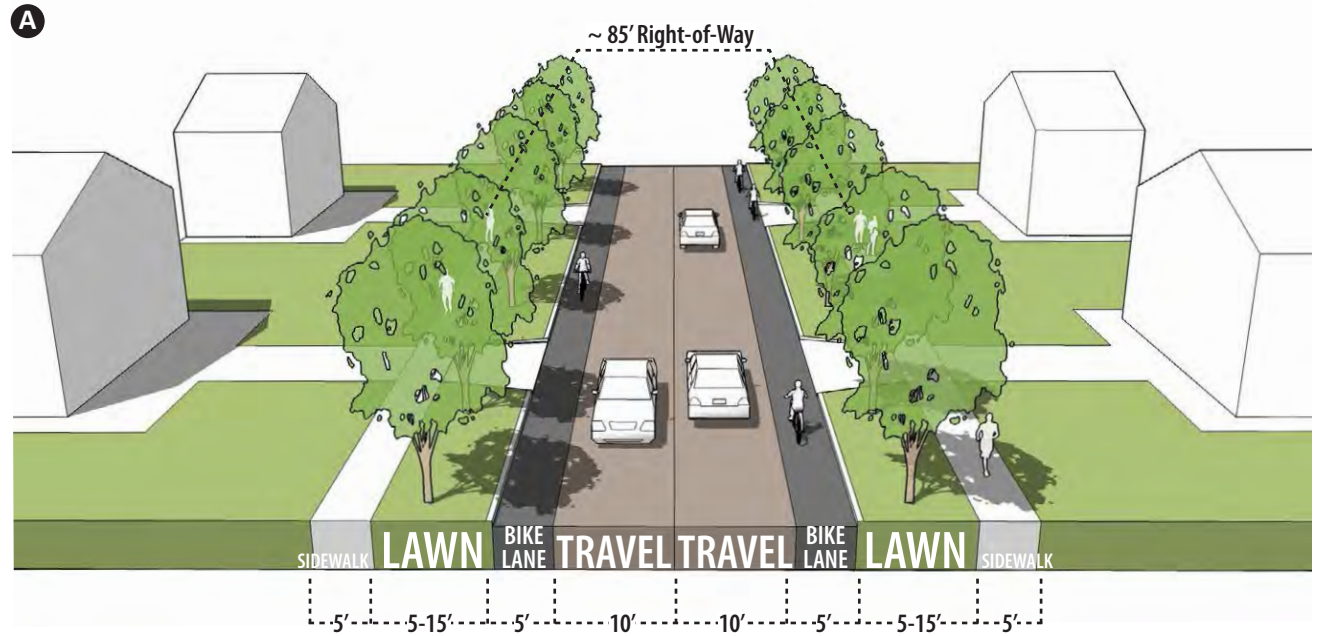 A
~ 85' Right-of-Way
SIDEWALK LAWN BIKE LANE TRAVEL TRAVEL BIKE LANE LAWN SIDEWALK
5' 5-15' 5' 10' 10' 5' 5-15' 5'